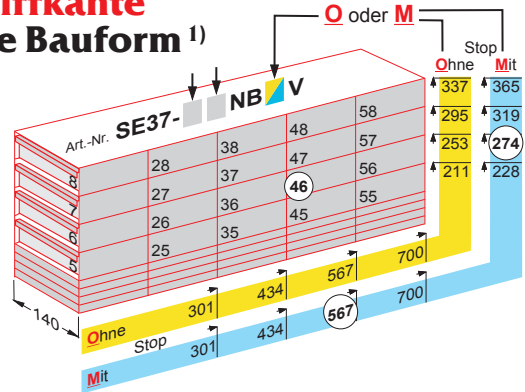 iffkante
e Bauform 1)
O oder M
Stop
Ohne Mit
Art.-Nr. SE37- NB V
337 365
295 319
253 274
211 228
8 28 38 48 58
7 27 37 47 57
6 26 36 46 56
5 25 35 45 55
140
Ohne 301 434 567 700
Stop
Mit 301 434 567 700